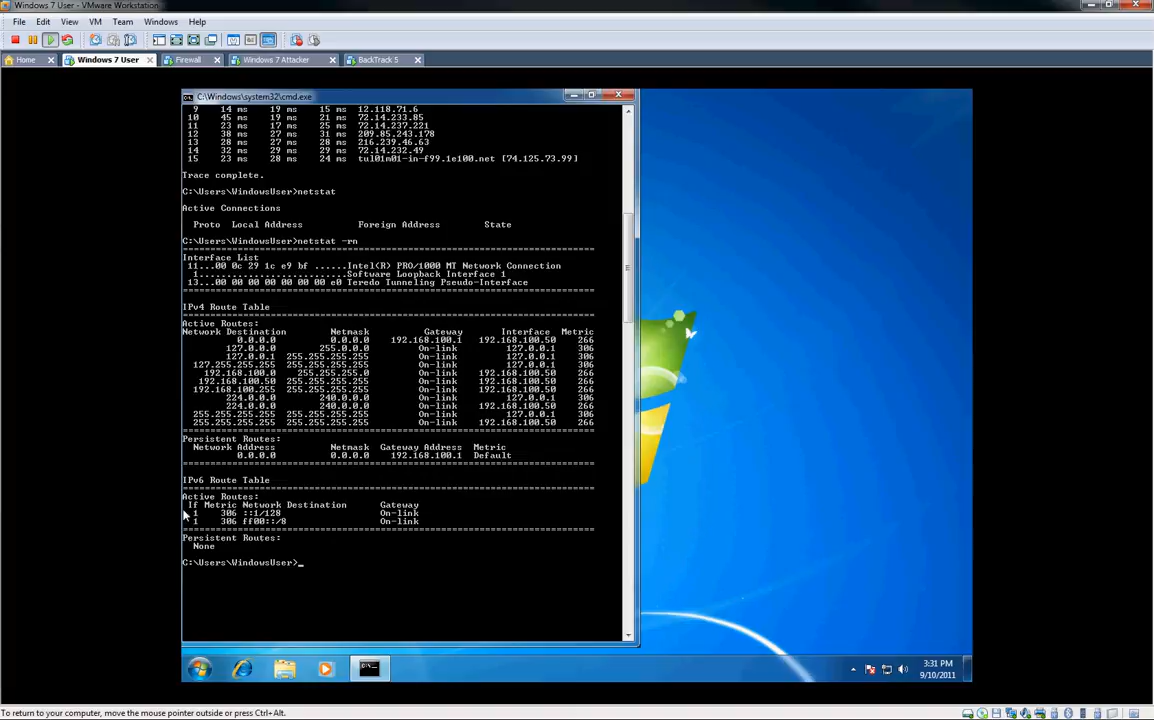 Windows 7 User - VMware Workstation
File Edit View VM Team Windows Help
Home Windows 7 User Firewall Windows 7 Attacker BackTrack 5
C:\Windows\system32\cmd.exe
9 14 ms 19 ms 15 ms 12.118.71.6
10 45 ms 19 ms 21 ms 72.14.233.85
11 23 ms 17 ms 25 ms 72.14.237.221
12 38 ms 27 ms 31 ms 209.85.243.178
13 28 ms 27 ms 28 ms 216.239.46.63
14 32 ms 29 ms 29 ms 72.14.232.49
15 23 ms 28 ms 24 ms tul01m01-in-f99.1e100.net [74.125.73.99]
Trace complete.
C:\Users\WindowsUser>netstat
Active Connections
Proto Local Address Foreign Address State
C:\Users\WindowsUser>netstat -rn
===========================================================================
Interface List
11...00 0c 29 1c e9 bf ......Intel(R) PRO/1000 MT Network Connection
1...........................Software Loopback Interface 1
13...00 00 00 00 00 00 00 e0 Teredo Tunneling Pseudo-Interface
===========================================================================
IPv4 Route Table
===========================================================================
Active Routes:
Network Destination Netmask Gateway Interface Metric
0.0.0.0 0.0.0.0 192.168.100.1 192.168.100.50 266
127.0.0.0 255.0.0.0 On-link 127.0.0.1 306
127.0.0.1 255.255.255.255 On-link 127.0.0.1 306
127.255.255.255 255.255.255.255 On-link 127.0.0.1 306
192.168.100.0 255.255.255.0 On-link 192.168.100.50 266
192.168.100.50 255.255.255.255 On-link 192.168.100.50 266
192.168.100.255 255.255.255.255 On-link 192.168.100.50 266
224.0.0.0 240.0.0.0 On-link 127.0.0.1 306
224.0.0.0 240.0.0.0 On-link 192.168.100.50 266
255.255.255.255 255.255.255.255 On-link 127.0.0.1 306
255.255.255.255 255.255.255.255 On-link 192.168.100.50 266
===========================================================================
Persistent Routes:
Network Address Netmask Gateway Address Metric
0.0.0.0 0.0.0.0 192.168.100.1 Default
===========================================================================
IPv6 Route Table
===========================================================================
Active Routes:
If Metric Network Destination Gateway
1 306 ::1/128 On-link
1 306 ff00::/8 On-link
===========================================================================
Persistent Routes:
None
C:\Users\WindowsUser>_
3:31 PM
9/10/2011
To return to your computer, move the mouse pointer outside or press Ctrl+Alt.